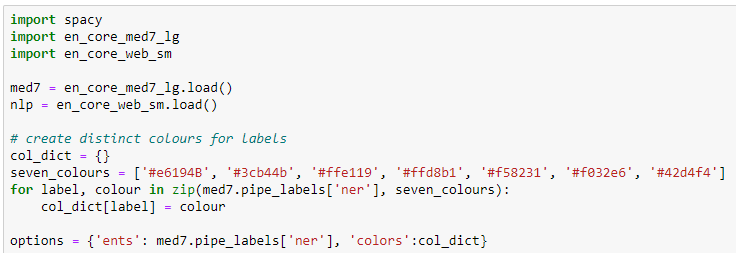 import spacy
import en_core_med7_lg
import en_core_web_sm

med7 = en_core_med7_lg.load()
nlp = en_core_web_sm.load()

# create distinct colours for labels
col_dict = {}
seven_colours = ['#e6194B', '#3cb44b', '#ffe119', '#ffd8b1', '#f58231', '#f032e6', '#42d4f4']
for label, colour in zip(med7.pipe_labels['ner'], seven_colours):
    col_dict[label] = colour

options = {'ents': med7.pipe_labels['ner'], 'colors':col_dict}